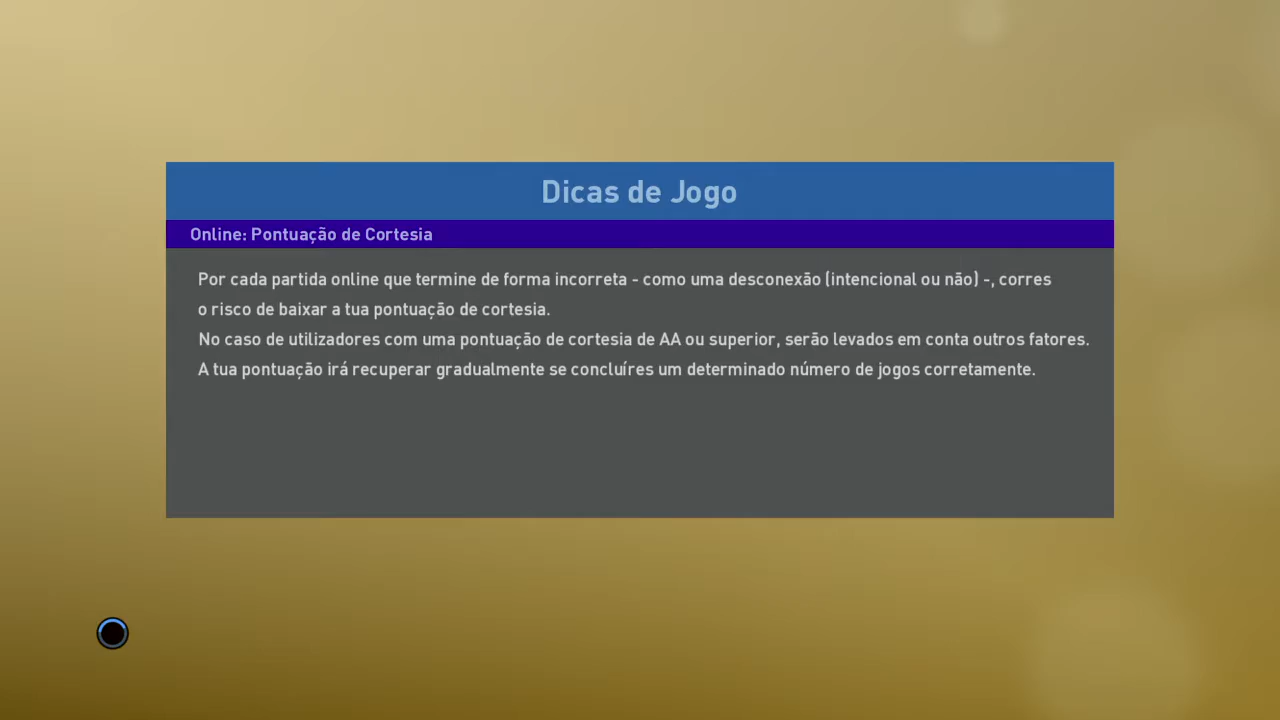 Dicas de Jogo
Online: Pontuação de Cortesia
Por cada partida online que termine de forma incorreta - como uma desconexão (intencional ou não) -, corres
o risco de baixar a tua pontuação de cortesia.
No caso de utilizadores com uma pontuação de cortesia de AA ou superior, serão levados em conta outros fatores.
A tua pontuação irá recuperar gradualmente se concluíres um determinado número de jogos corretamente.